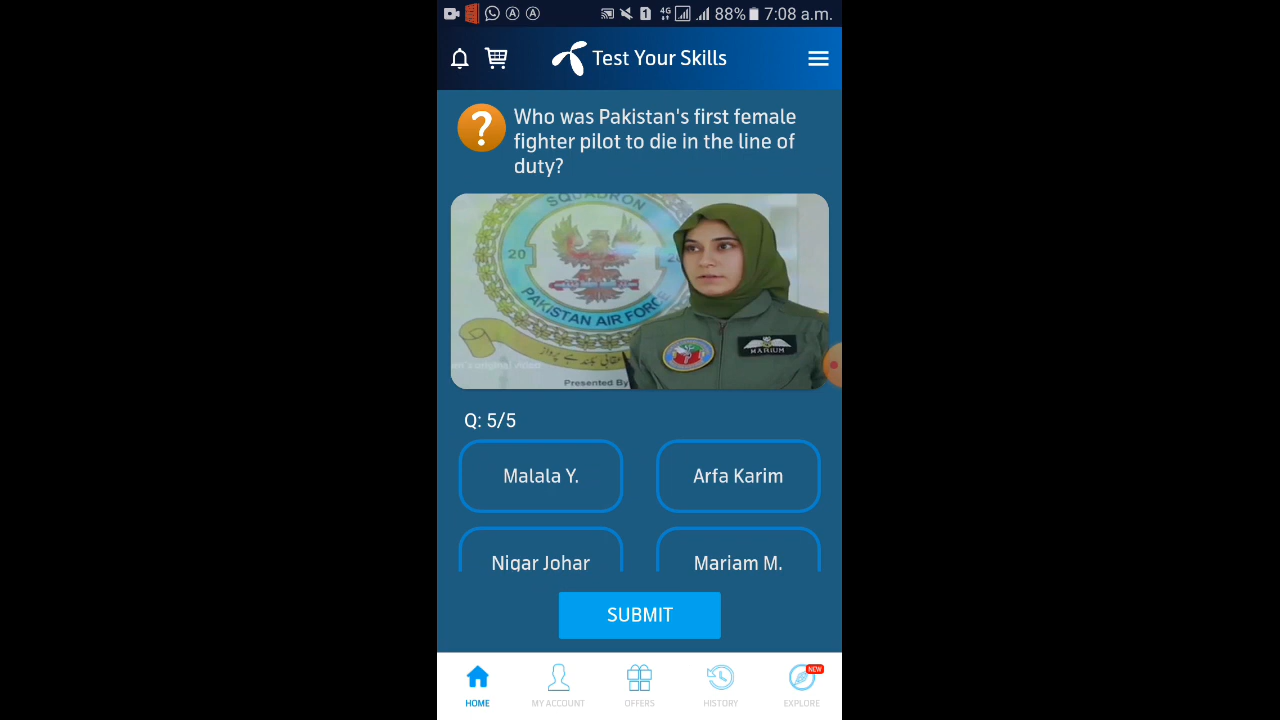 1
4G
88%
7:08 a.m.
Test Your Skills
?
Who was Pakistan's first female
fighter pilot to die in the line of
duty?
SQUADRON
20
PAKISTAN AIR FORCE
MARIUM
Presented By
Q: 5/5
Malala Y.
Arfa Karim
Nigar Johar
Mariam M.
SUBMIT
NEW
HOME
MY ACCOUNT
OFFERS
HISTORY
EXPLORE